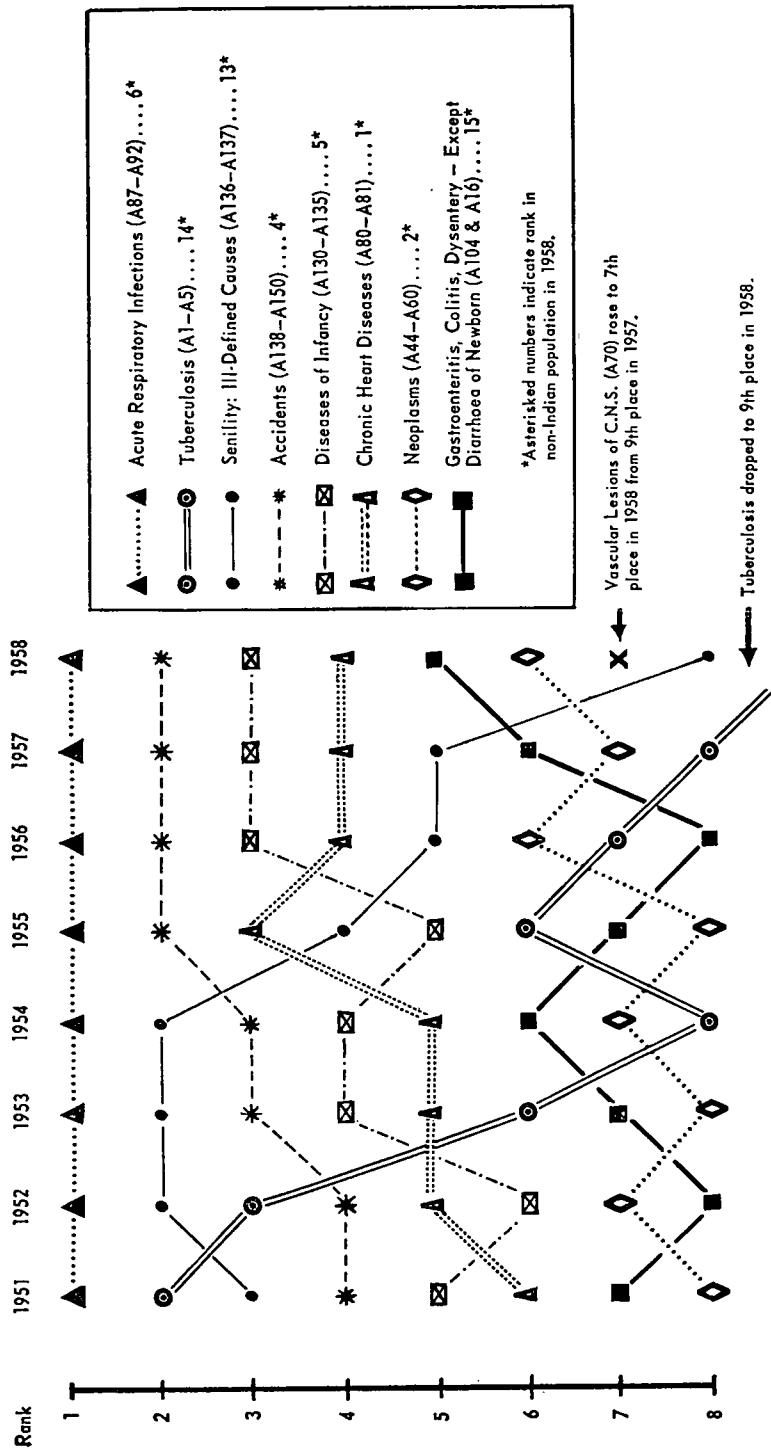 Rank
1951 1952 1953 1954 1955 1956 1957 1958
1
2
3
4
5
6
7
8
Acute Respiratory Infections (A87–A92)....6*
Tuberculosis (A1–A5)....14*
Senility: Ill-Defined Causes (A136–A137)....13*
Accidents (A138–A150)....4*
Diseases of Infancy (A130–A135)....5*
Chronic Heart Diseases (A80–A81)....1*
Neoplasms (A44–A60)....2*
Gastroenteritis, Colitis, Dysentery – Except
Diarrhoea of Newborn (A104 & A16)....15*
*Asterisked numbers indicate rank in
non-Indian population in 1958.
Vascular Lesions of C.N.S. (A70) rose to 7th
place in 1958 from 9th place in 1957.
Tuberculosis dropped to 9th place in 1958.